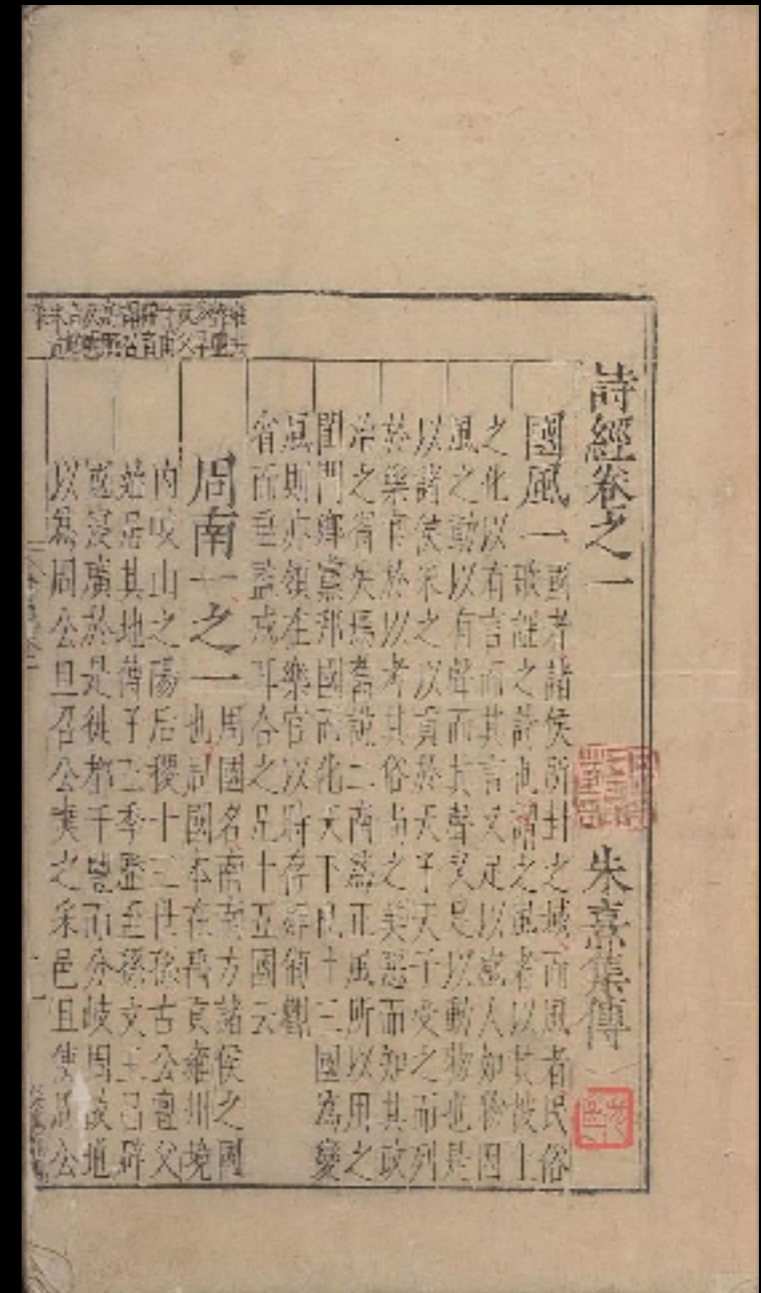 詩經卷之一 朱熹集傳
國風一 國者諸侯所封之域而風者民俗
歌謠之詩也謂之風者以其被上
之化以有言而其言又足以感人如物因
風之動以有聲而其聲又足以動物也是
以諸侯采之以貢於天子天子受之而列
於樂官於以考其俗尚之美惡而知其政
治之得失焉舊說二南為正風所以用之
閨門鄉黨邦國而化天下也十三國為變
風則亦領在樂官以時存肄備觀
省而垂監戒耳合之凡十五國云
周南一之一 周國名南南方諸侯之國
也周國本在禹貢雍州境
內岐山之陽后稷十三世孫古公亶父
始居其地傳子王季歷至孫文王昌辟
國浸廣於是徙都于豐而分岐周故地
以為周公旦召公奭之采邑且使周公